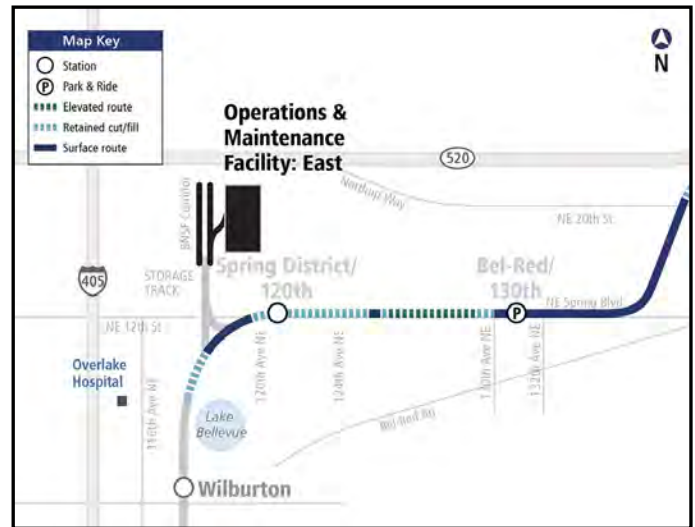 Map Key
Station
P
Park & Ride
Elevated route
Retained cut/fill
Surface route
N
Operations &
Maintenance
Facility: East
520
Northup Way
NE 20th St
BNSF Corridor
405
STORAGE
TRACK
Spring District/
120th
Bel-Red/
130th
NE Spring Blvd
P
NE 12th St
Overlake
Hospital
116th Ave NE
120th Ave NE
124th Ave NE
130th Ave NE
132nd Ave NE
Bel-Red Rd
Lake
Bellevue
Wilburton